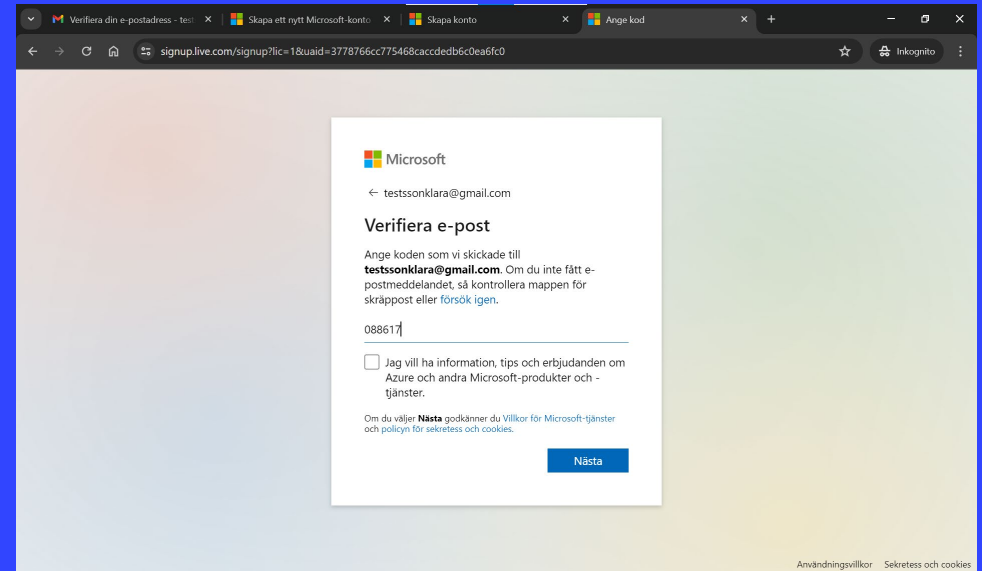 Verifiera din e-postadress - test
Skapa ett nytt Microsoft-konto
Skapa konto
Ange kod
signup.live.com/signup?lic=1&uaid=3778766cc775468caccdedb6c0ea6fc0
Inkognito
Microsoft
testssonklara@gmail.com
Verifiera e-post
Ange koden som vi skickade till
testssonklara@gmail.com. Om du inte fått e-
postmeddelandet, så kontrollera mappen för
skräppost eller försök igen.
088617
Jag vill ha information, tips och erbjudanden om
Azure och andra Microsoft-produkter och -
tjänster.
Om du väljer Nästa godkänner du Villkor för Microsoft-tjänster
och policyn för sekretess och cookies.
Nästa
Användningsvillkor Sekretess och cookies